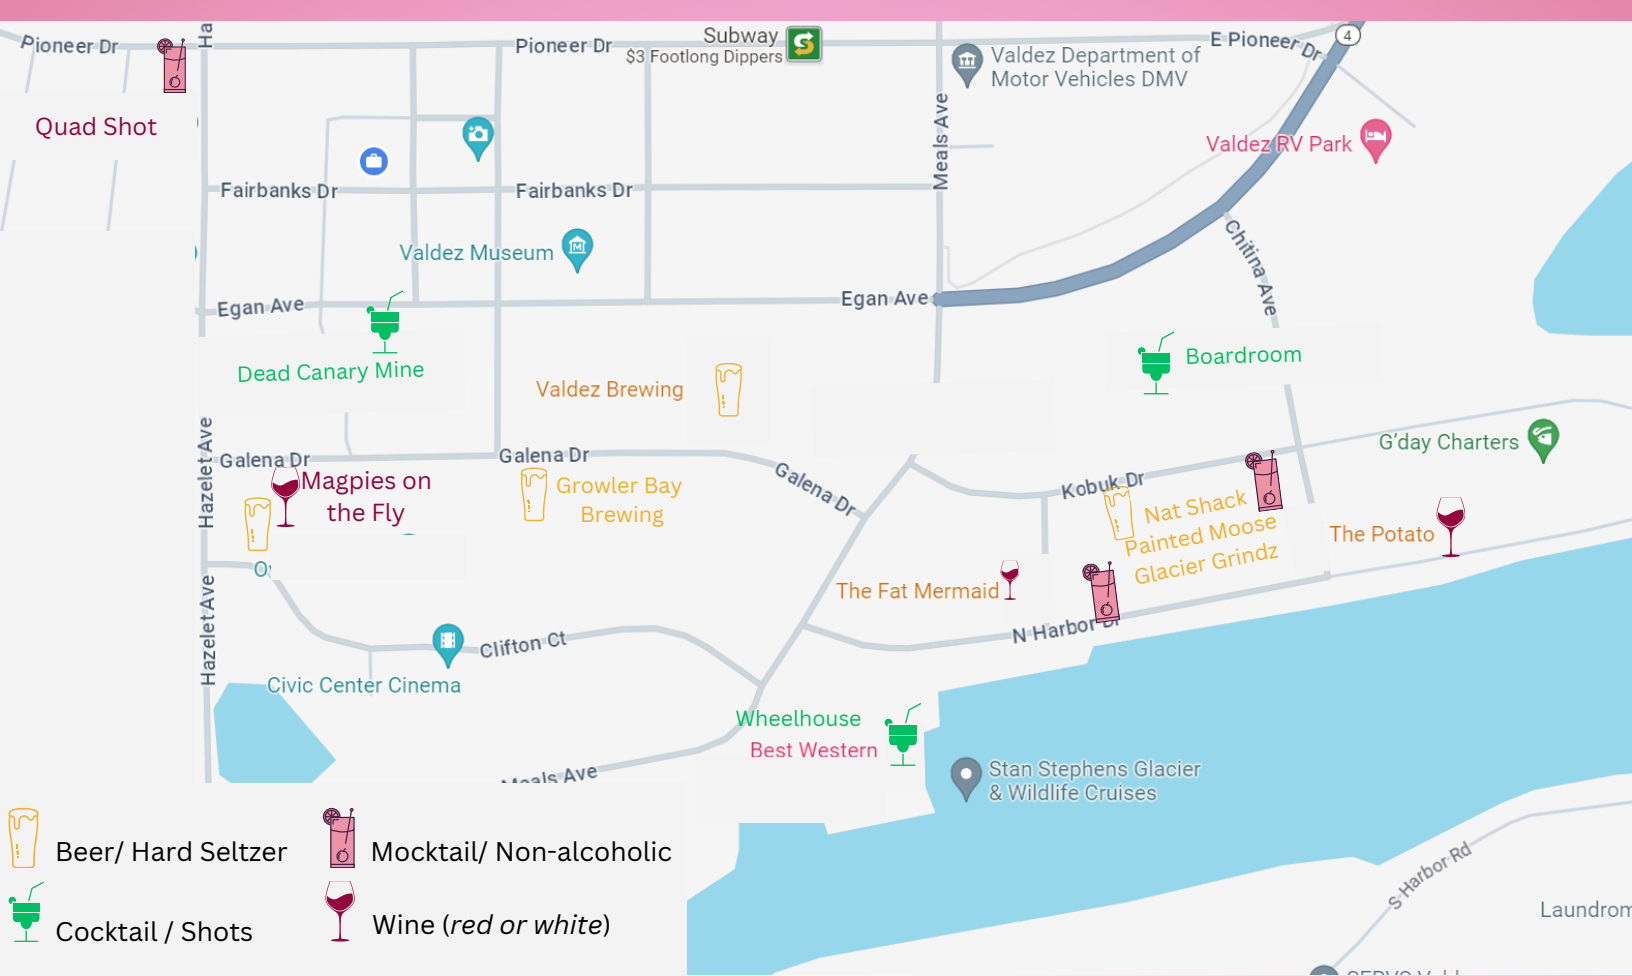 Pioneer Dr
Ha
Pioneer Dr
Subway
$3 Footlong Dippers
E Pioneer Dr
4
Valdez Department of
Motor Vehicles DMV
Meals Ave
Quad Shot
Valdez RV Park
Fairbanks Dr
Fairbanks Dr
Chitina Ave
Valdez Museum
M
Egan Ave
Egan Ave
Dead Canary Mine
Valdez Brewing
Boardroom
Hazelet Ave
Galena Dr
Galena Dr
Galena Dr
G'day Charters
Magpies on
the Fly
Growler Bay
Brewing
Kobuk Dr
Nat Shack
Painted Moose
Glacier Grindz
The Potato
O
Hazelet Ave
The Fat Mermaid
N Harbor Dr
Clifton Ct
Civic Center Cinema
Wheelhouse
Best Western
Meals Ave
Stan Stephens Glacier
& Wildlife Cruises
Beer/ Hard Seltzer
Mocktail/ Non-alcoholic
S Harbor Rd
Cocktail / Shots
Wine (red or white)
Laundrom